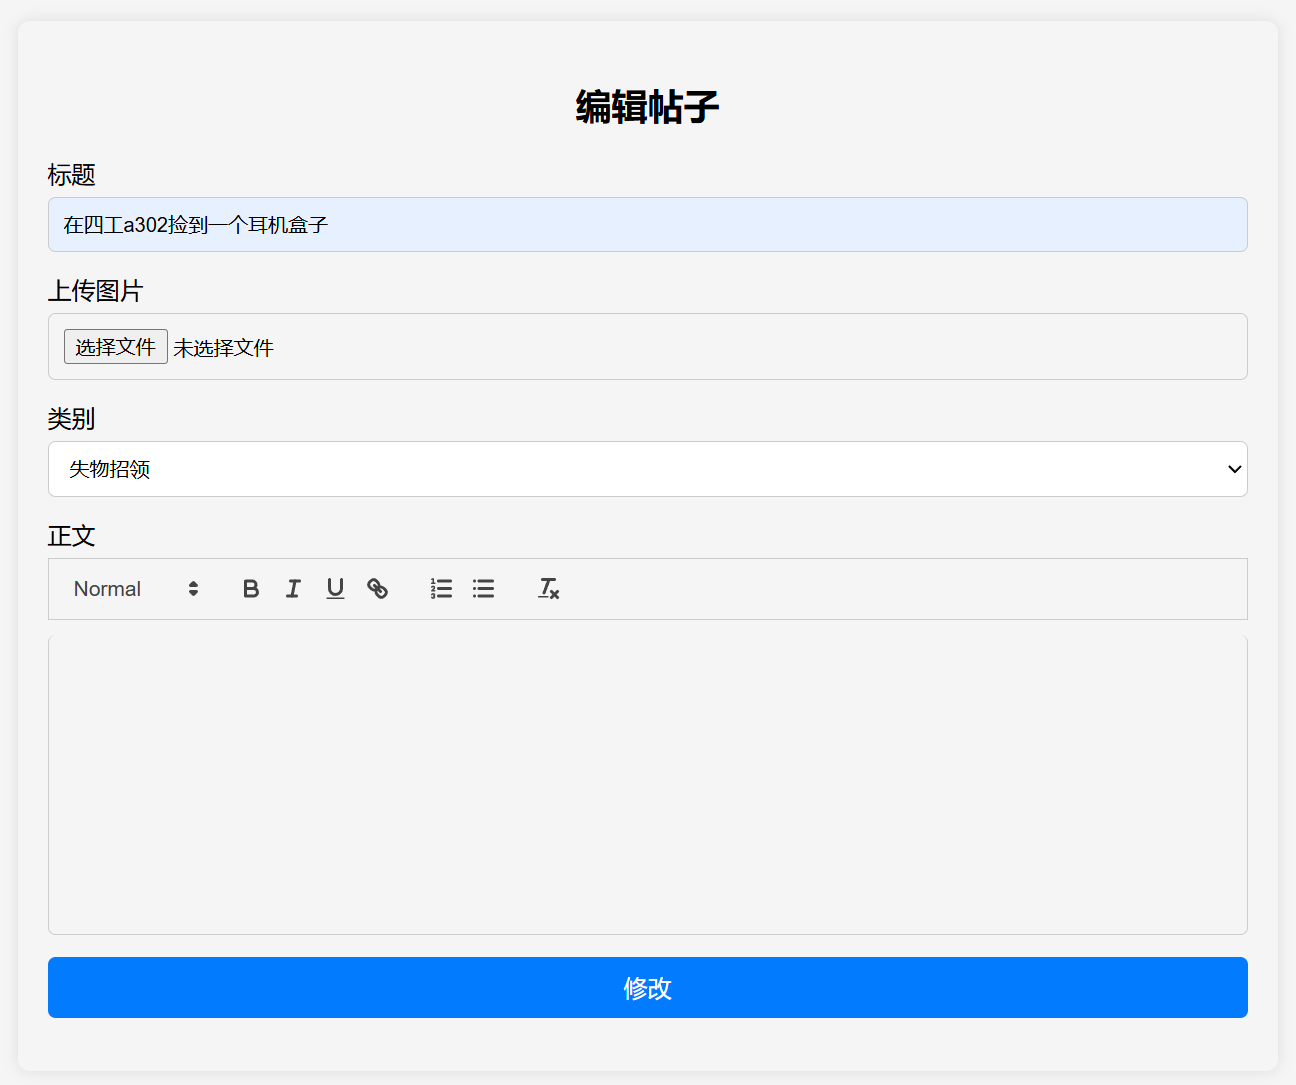 编辑帖子
标题
在四工a302捡到一个耳机盒子
上传图片
选择文件 未选择文件
类别
失物招领
正文
Normal B I U
修改